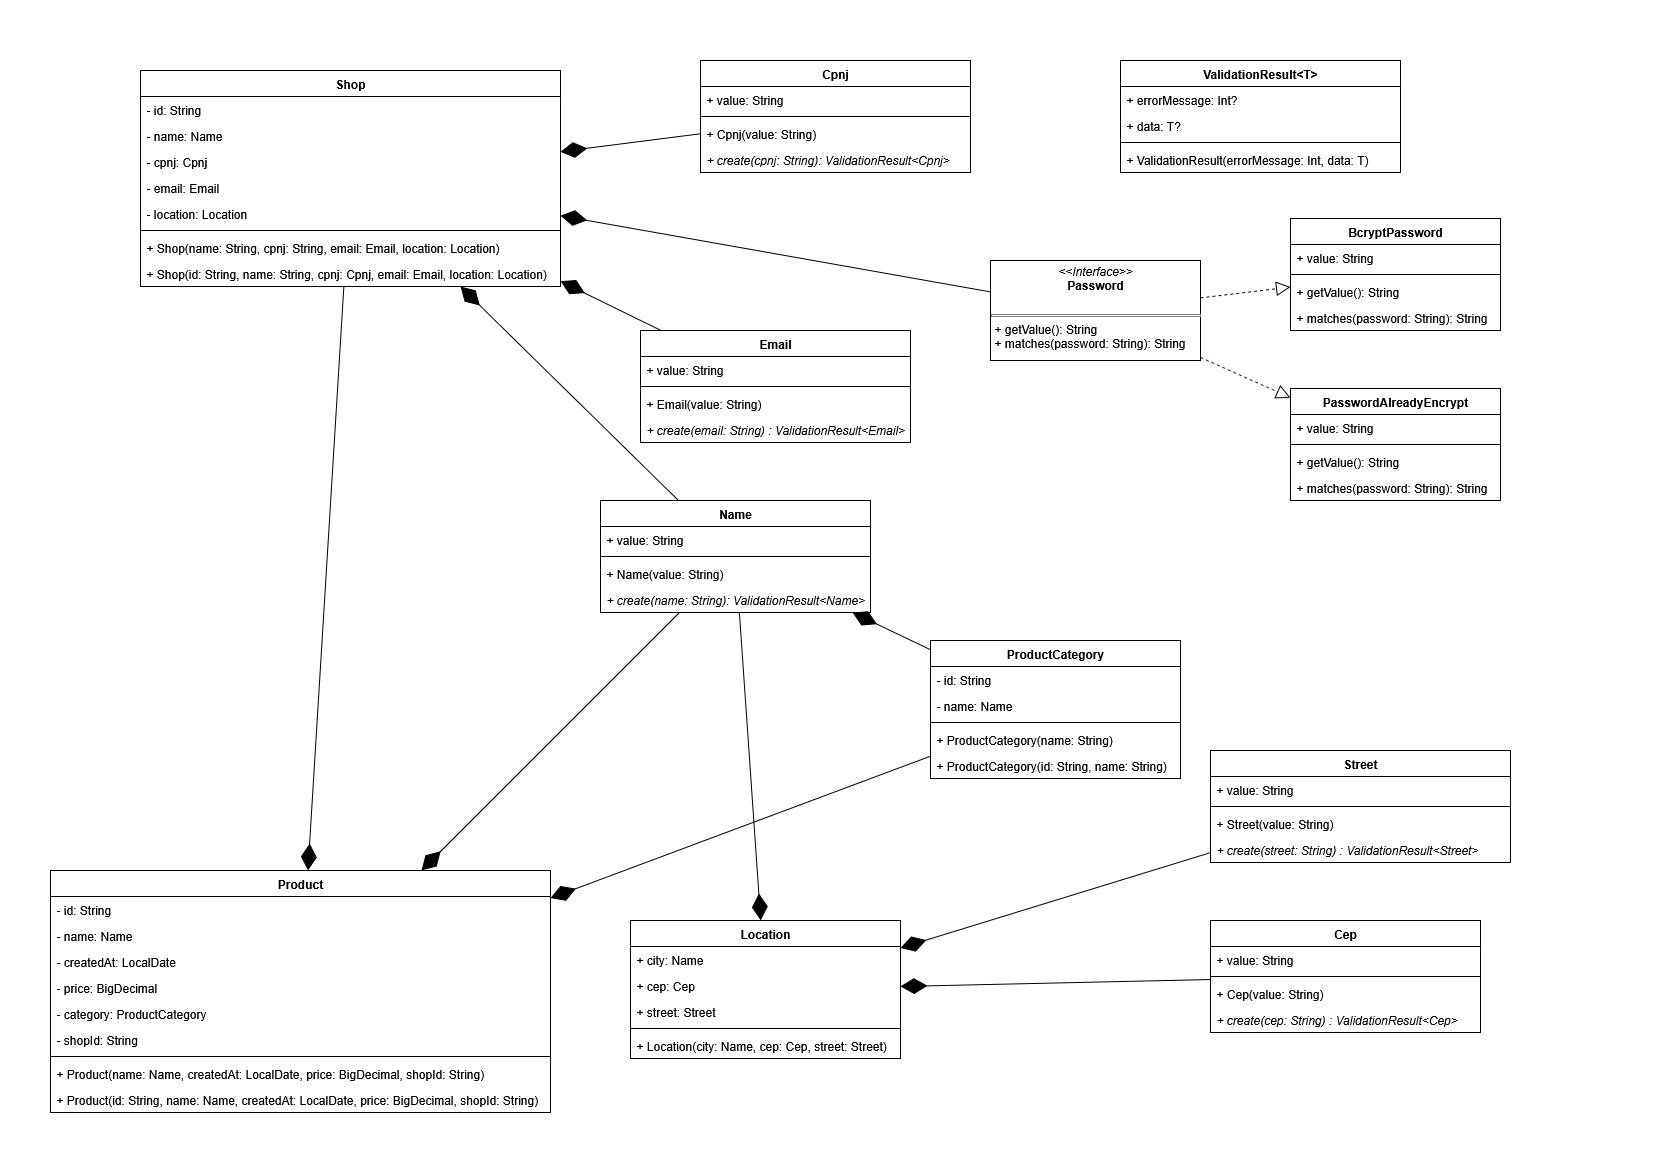 Shop
- id: String
- name: Name
- cpnj: Cpnj
- email: Email
- location: Location
+ Shop(name: String, cpnj: String, email: Email, location: Location)
+ Shop(id: String, name: String, cpnj: Cpnj, email: Email, location: Location)
Cpnj
+ value: String
+ Cpnj(value: String)
+ create(cpnj: String): ValidationResult<Cpnj>
ValidationResult<T>
+ errorMessage: Int?
+ data: T?
+ ValidationResult(errorMessage: Int, data: T)
<<Interface>>
Password
+ getValue(): String
+ matches(password: String): String
BcryptPassword
+ value: String
+ getValue(): String
+ matches(password: String): String
PasswordAlreadyEncrypt
+ value: String
+ getValue(): String
+ matches(password: String): String
Email
+ value: String
+ Email(value: String)
+ create(email: String) : ValidationResult<Email>
Name
+ value: String
+ Name(value: String)
+ create(name: String): ValidationResult<Name>
ProductCategory
- id: String
- name: Name
+ ProductCategory(name: String)
+ ProductCategory(id: String, name: String)
Street
+ value: String
+ Street(value: String)
+ create(street: String) : ValidationResult<Street>
Product
- id: String
- name: Name
- createdAt: LocalDate
- price: BigDecimal
- category: ProductCategory
- shopId: String
+ Product(name: Name, createdAt: LocalDate, price: BigDecimal, shopId: String)
+ Product(id: String, name: Name, createdAt: LocalDate, price: BigDecimal, shopId: String)
Location
+ city: Name
+ cep: Cep
+ street: Street
+ Location(city: Name, cep: Cep, street: Street)
Cep
+ value: String
+ Cep(value: String)
+ create(cep: String) : ValidationResult<Cep>